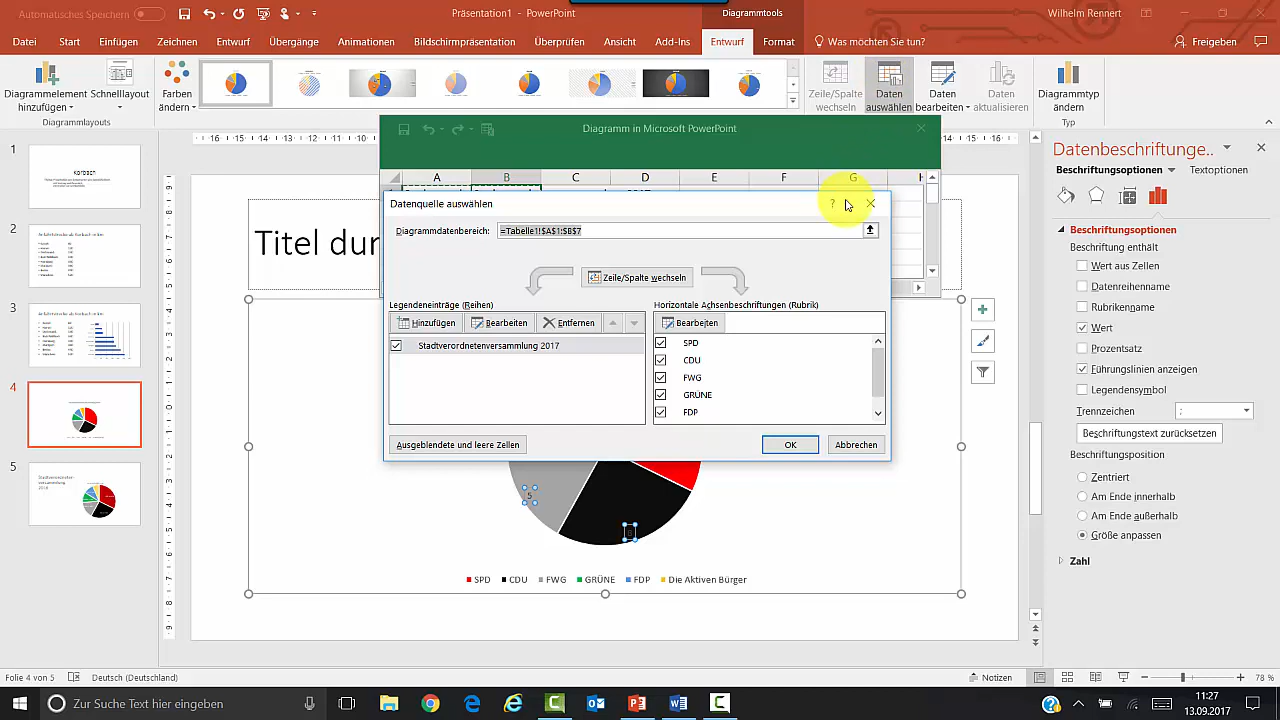 Automatisches Speichern
Präsentation1 - PowerPoint
Diagrammtools
Wilhelm Rennert
Datei Start Einfügen Zeichnen Entwurf Übergänge Animationen Bildschirmpräsentation Überprüfen Ansicht Add-Ins Entwurf Format Was möchten Sie tun? Freigeben
Diagrammelement hinzufügen
Schnelllayout
Farben ändern
Zeile/Spalte wechseln
Daten auswählen
Daten bearbeiten
Daten aktualisieren
Diagrammtyp ändern
Diagrammlayouts
Typ
Diagramm in Microsoft PowerPoint
A B C D E F G H
Datenquelle auswählen
?
Diagrammdatenbereich: =Tabelle1!$A$1:$B$7
Zeile/Spalte wechseln
Legendeneinträge (Reihen)
Horizontale Achsenbeschriftungen (Rubrik)
Hinzufügen Bearbeiten Entfernen
Bearbeiten
Stadtverordnetenversammlung 2017
SPD
CDU
FWG
GRÜNE
FDP
Ausgeblendete und leere Zellen
OK
Abbrechen
Titel dur
5
SPD CDU FWG GRÜNE FDP Die Aktiven Bürger
1
Korbach
2
3
4
5
Datenbeschriftunge..
Beschriftungsoptionen Textoptionen
Beschriftungsoptionen
Beschriftung enthält
Wert aus Zellen
Datenreihenname
Rubrikenname
Wert
Prozentsatz
Führungslinien anzeigen
Legendensymbol
Trennzeichen ;
Beschriftungstext zurücksetzen
Beschriftungsposition
Zentriert
Am Ende innerhalb
Am Ende außerhalb
Größe anpassen
Zahl
Folie 4 von 5
Deutsch (Deutschland)
Notizen
78 %
Zur Suche Text hier eingeben
11:27
13.09.2017